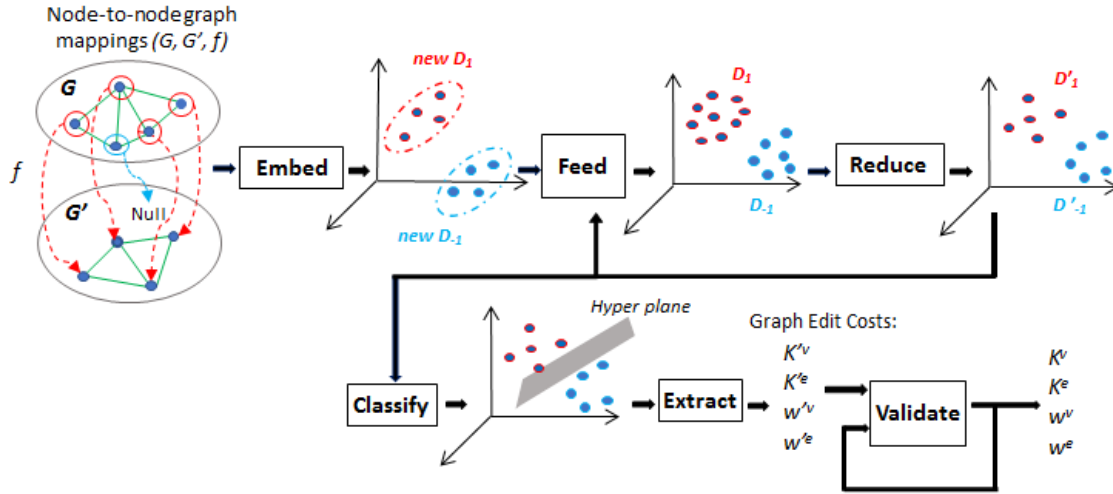 Node-to-nodegraph
mappings (G, G', f)
G
f
G'
Null
Embed
new D₁
new D₋₁
Feed
D₁
D₋₁
Reduce
D'₁
D'₋₁
Classify
Hyper plane
Extract
Graph Edit Costs:
K'ᵛ
K'ᵉ
w'ᵛ
w'ᵉ
Validate
Kᵛ
Kᵉ
wᵛ
wᵉ